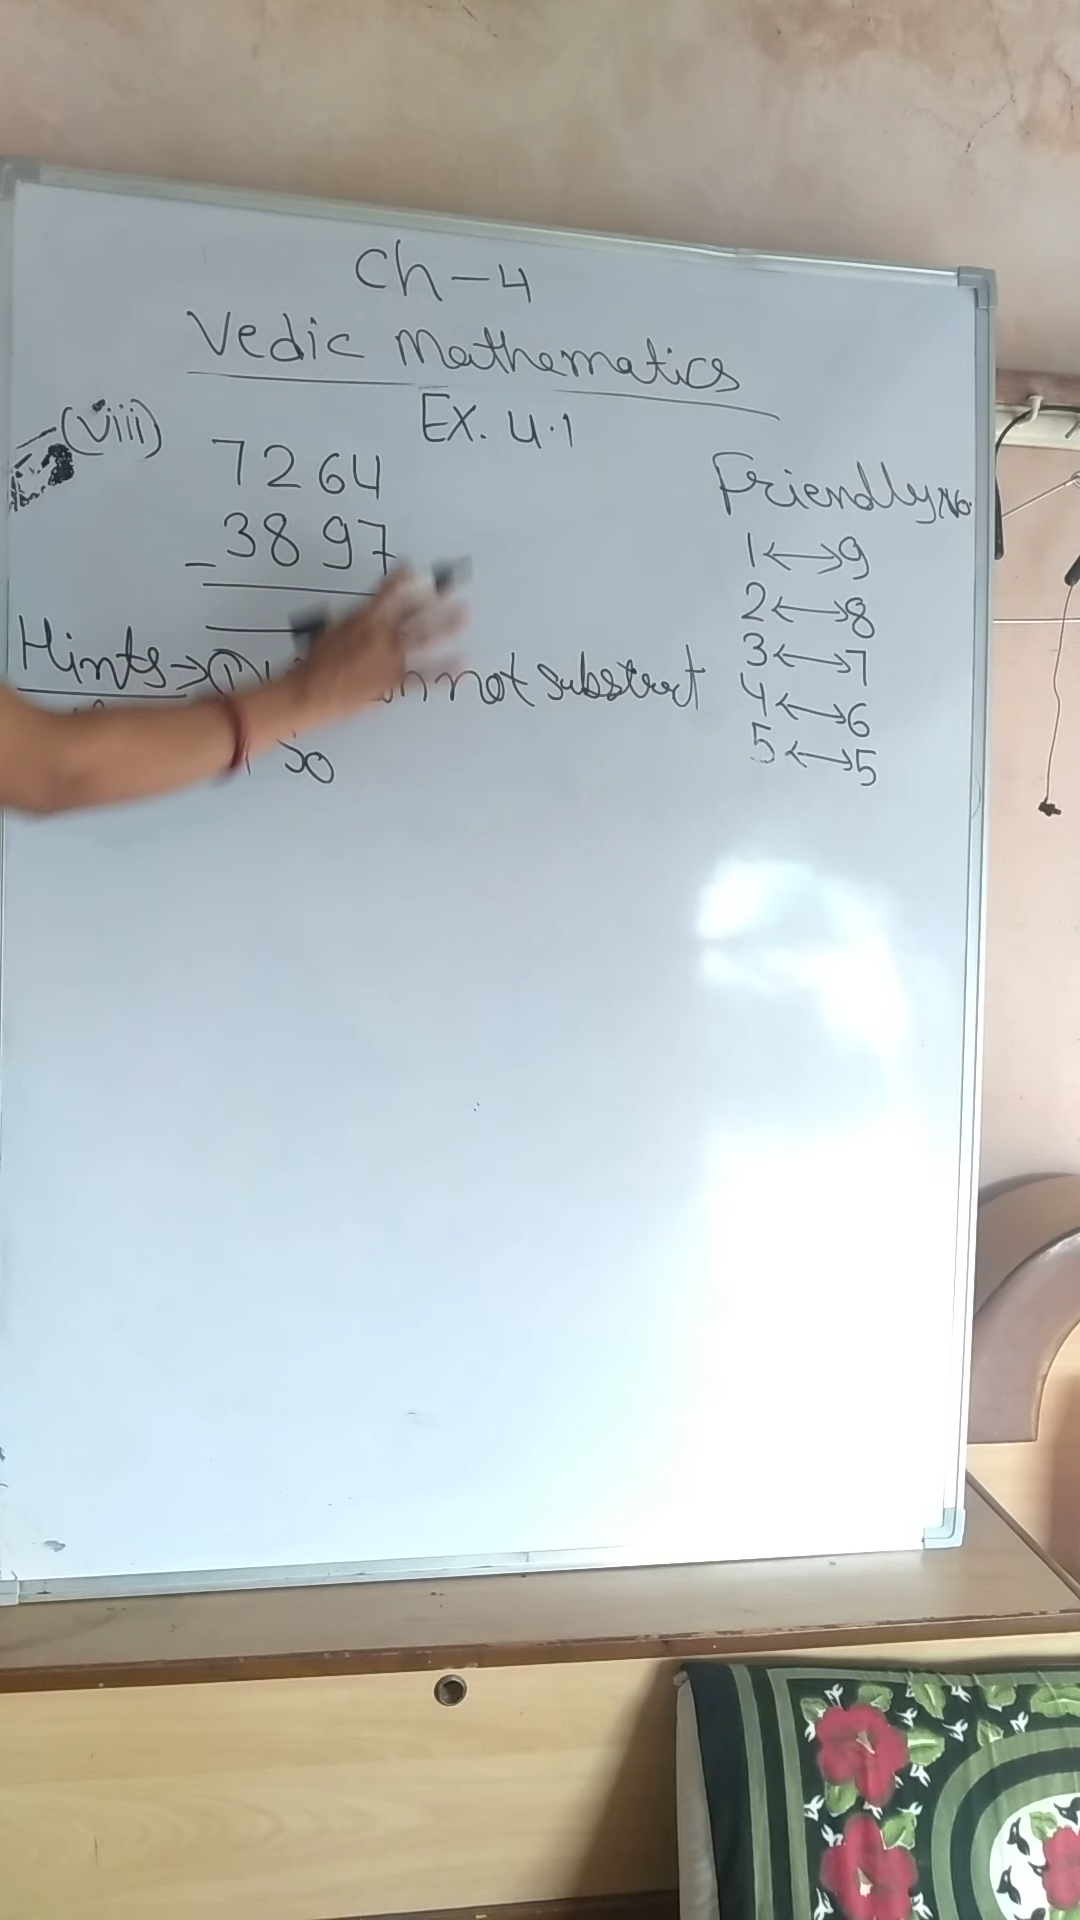 Ch-4
Vedic Mathematics
Ex. 4.1
(viii)
7264
- 3897
Hints → not substract
So
Friendly No.
1 ↔ 9
2 ↔ 8
3 ↔ 7
4 ↔ 6
5 ↔ 5